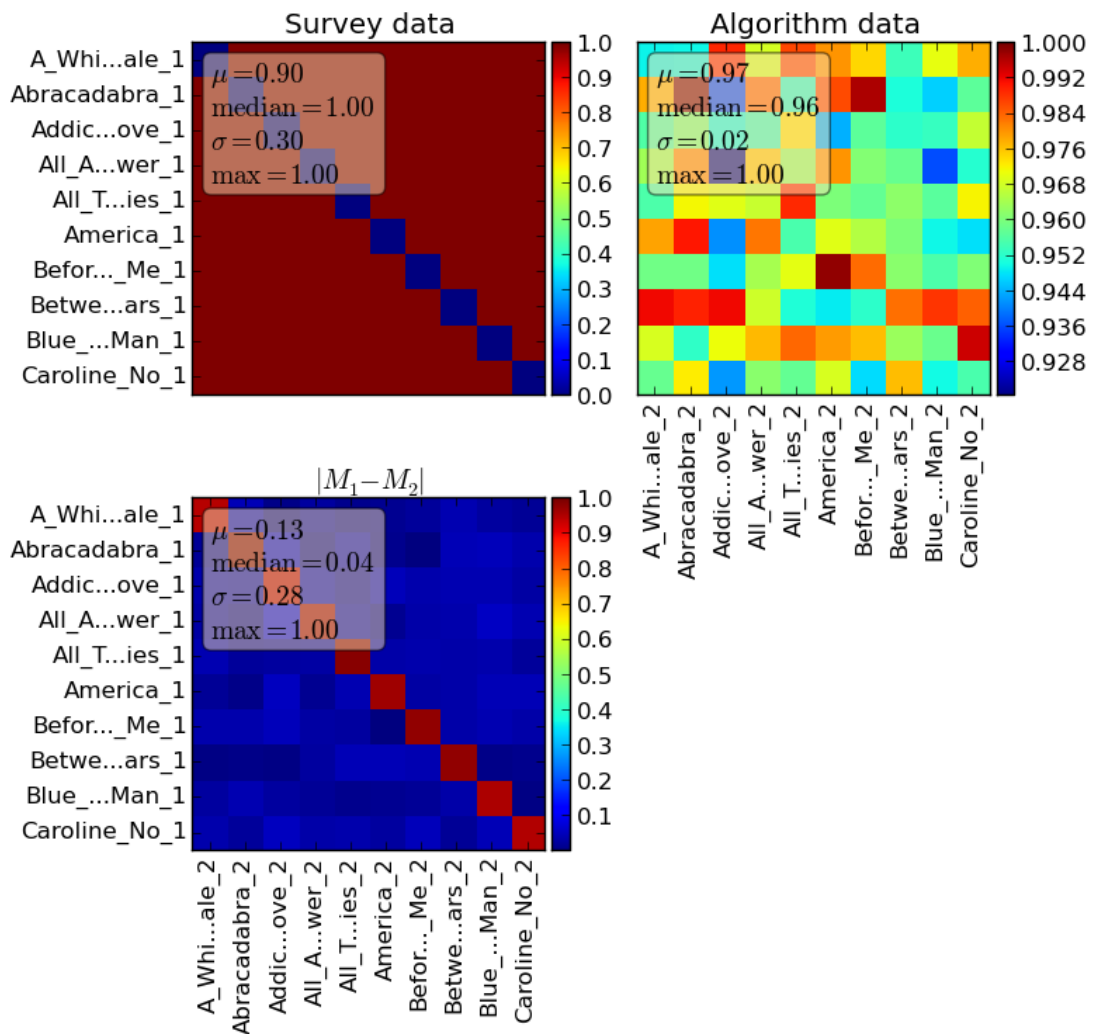 Survey data
A_Whi...ale_1
Abracadabra_1
Addic...ove_1
All_A...wer_1
All_T...ies_1
America_1
Befor..._Me_1
Betwe...ars_1
Blue_...Man_1
Caroline_No_1
μ=0.90
median=1.00
σ=0.30
max=1.00
1.0
0.9
0.8
0.7
0.6
0.5
0.4
0.3
0.2
0.1
0.0
Algorithm data
μ=0.97
median=0.96
σ=0.02
max=1.00
1.000
0.992
0.984
0.976
0.968
0.960
0.952
0.944
0.936
0.928
A_Whi...ale_2
Abracadabra_2
Addic...ove_2
All_A...wer_2
All_T...ies_2
America_2
Befor..._Me_2
Betwe...ars_2
Blue_...Man_2
Caroline_No_2
|M₁−M₂|
A_Whi...ale_1
Abracadabra_1
Addic...ove_1
All_A...wer_1
All_T...ies_1
America_1
Befor..._Me_1
Betwe...ars_1
Blue_...Man_1
Caroline_No_1
μ=0.13
median=0.04
σ=0.28
max=1.00
1.0
0.9
0.8
0.7
0.6
0.5
0.4
0.3
0.2
0.1
A_Whi...ale_2
Abracadabra_2
Addic...ove_2
All_A...wer_2
All_T...ies_2
America_2
Befor..._Me_2
Betwe...ars_2
Blue_...Man_2
Caroline_No_2